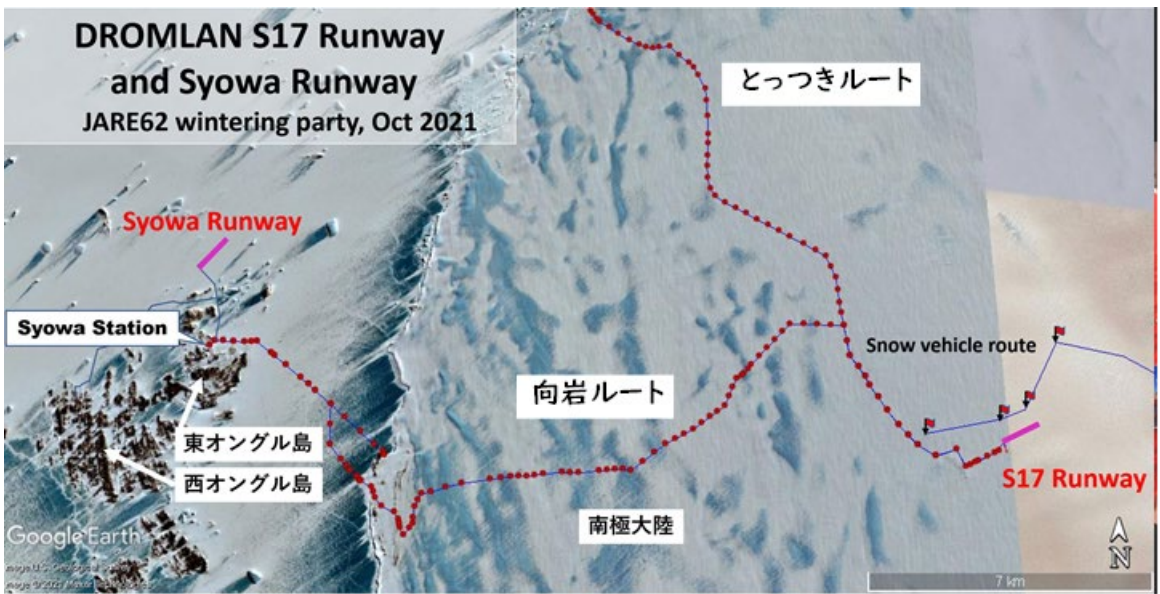 DROMLAN S17 Runway
and Syowa Runway
JARE62 wintering party, Oct 2021
とっつきルート
Syowa Runway
Syowa Station
Snow vehicle route
向岩ルート
東オングル島
西オングル島
S17 Runway
南極大陸
Google Earth
N
7 km